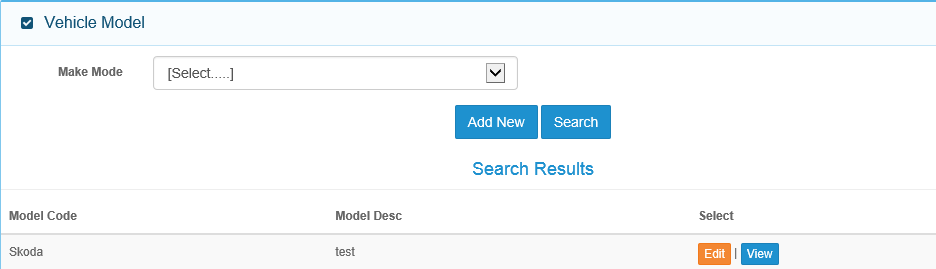 Vehicle Model
Make Mode [Select.....]
Add New Search
Search Results
Model Code Model Desc Select
Skoda test Edit | View